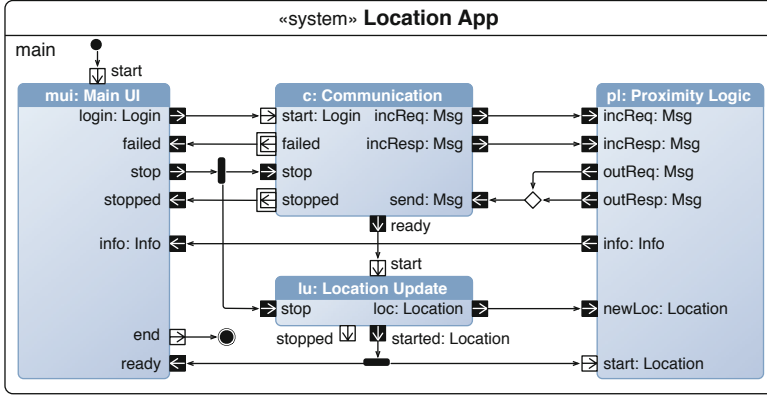 «system» Location App
main
start
mui: Main UI
login: Login
failed
stop
stopped
info: Info
end
ready
c: Communication
start: Login
incReq: Msg
failed
incResp: Msg
stop
stopped
send: Msg
ready
start
lu: Location Update
stop
loc: Location
stopped
started: Location
pl: Proximity Logic
incReq: Msg
incResp: Msg
outReq: Msg
outResp: Msg
info: Info
newLoc: Location
start: Location